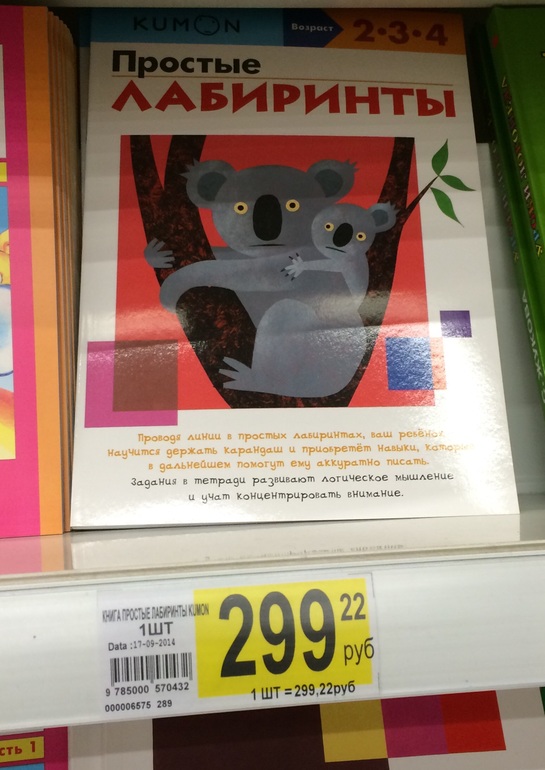 KUMON
Возраст 2•3•4
Простые
ЛАБИРИНТЫ
Проводя линии в простых лабиринтах, ваш ребёнок
научится держать карандаш и приобретёт навыки, которые
в дальнейшем помогут ему аккуратно писать.
Задания в тетради развивают логическое мышление
и учат концентрировать внимание.
КНИГА ПРОСТЫЕ ЛАБИРИНТЫ KUMON
1ШТ
Data :17-09-2014
9 785000 570432
000006575 289
299 22
руб
1 ШТ = 299,22руб
сть 1